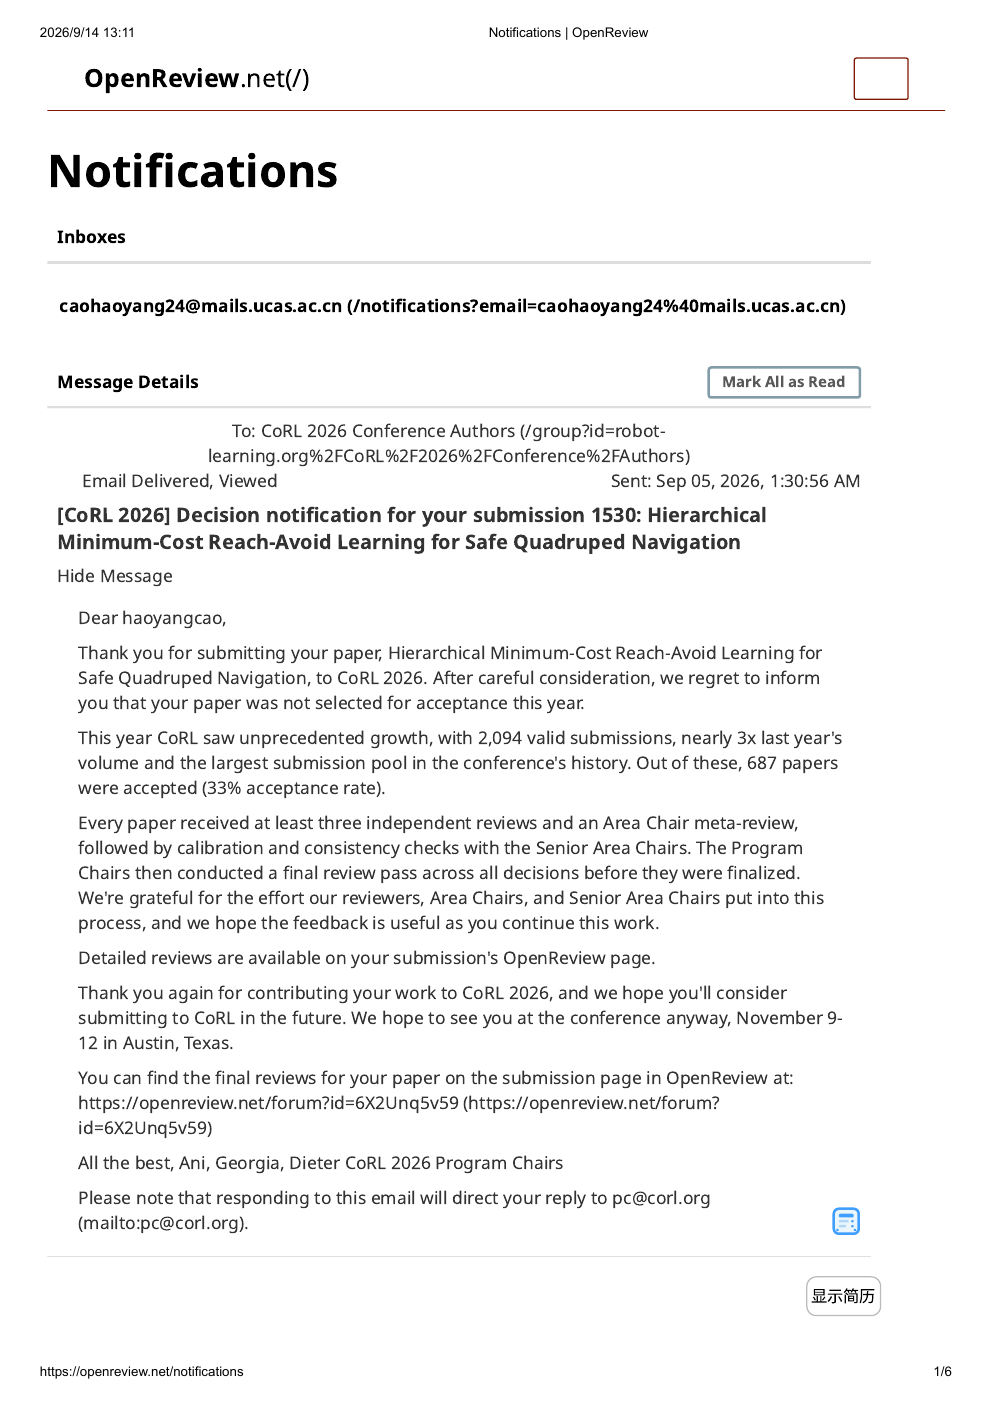 2026/9/14 13:11
Notifications | OpenReview
OpenReview.net(/)
Notifications
Inboxes
caohaoyang24@mails.ucas.ac.cn (/notifications?email=caohaoyang24%40mails.ucas.ac.cn)
Message Details
Mark All as Read
To: CoRL 2026 Conference Authors (/group?id=robot-
learning.org%2FCoRL%2F2026%2FConference%2FAuthors)
Email Delivered, Viewed
Sent: Sep 05, 2026, 1:30:56 AM
[CoRL 2026] Decision notification for your submission 1530: Hierarchical
Minimum-Cost Reach-Avoid Learning for Safe Quadruped Navigation
Hide Message
Dear haoyangcao,
Thank you for submitting your paper, Hierarchical Minimum-Cost Reach-Avoid Learning for
Safe Quadruped Navigation, to CoRL 2026. After careful consideration, we regret to inform
you that your paper was not selected for acceptance this year.
This year CoRL saw unprecedented growth, with 2,094 valid submissions, nearly 3x last year's
volume and the largest submission pool in the conference's history. Out of these, 687 papers
were accepted (33% acceptance rate).
Every paper received at least three independent reviews and an Area Chair meta-review,
followed by calibration and consistency checks with the Senior Area Chairs. The Program
Chairs then conducted a final review pass across all decisions before they were finalized.
We're grateful for the effort our reviewers, Area Chairs, and Senior Area Chairs put into this
process, and we hope the feedback is useful as you continue this work.
Detailed reviews are available on your submission's OpenReview page.
Thank you again for contributing your work to CoRL 2026, and we hope you'll consider
submitting to CoRL in the future. We hope to see you at the conference anyway, November 9-
12 in Austin, Texas.
You can find the final reviews for your paper on the submission page in OpenReview at:
https://openreview.net/forum?id=6X2Unq5v59 (https://openreview.net/forum?
id=6X2Unq5v59)
All the best, Ani, Georgia, Dieter CoRL 2026 Program Chairs
Please note that responding to this email will direct your reply to pc@corl.org
(mailto:pc@corl.org).
显示简历
https://openreview.net/notifications
1/6